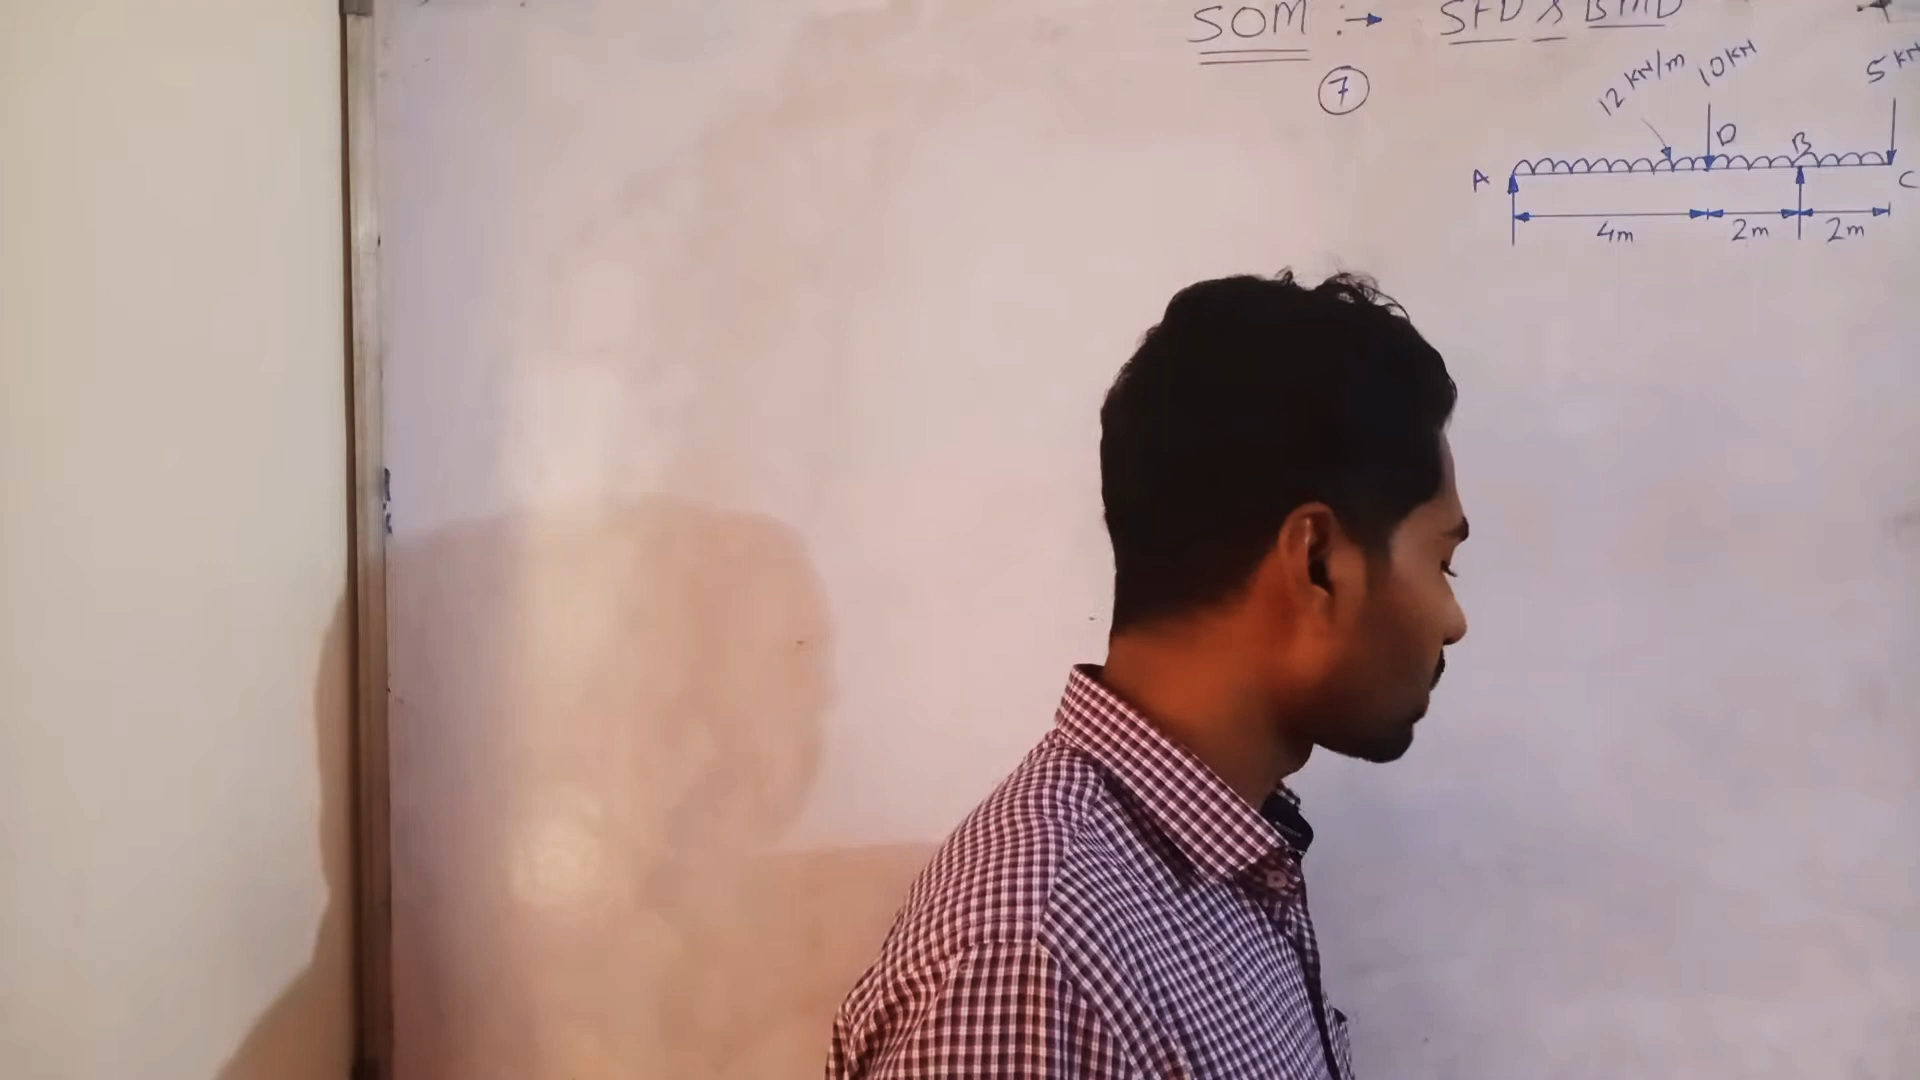 SOM :→ SFD & BMD
7
12 kN/m 10 kN 5 kN
A D B C
4m 2m 2m